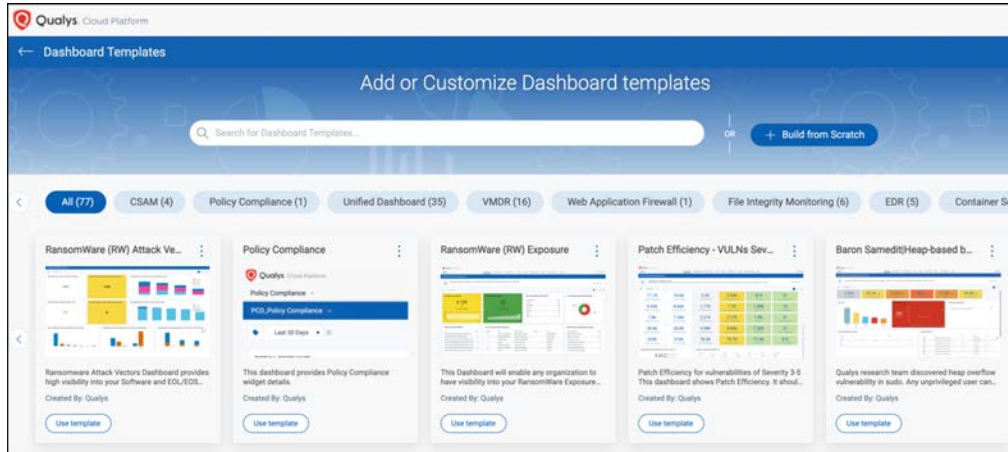 Qualys. Cloud Platform
← Dashboard Templates
Add or Customize Dashboard templates
Search for Dashboard Templates...
OR
+ Build from Scratch
All (77)
CSAM (4)
Policy Compliance (1)
Unified Dashboard (35)
VMDR (16)
Web Application Firewall (1)
File Integrity Monitoring (6)
EDR (5)
Container S
RansomWare (RW) Attack Ve...
Ransomware Attack Vectors Dashboard provides
high visibility into your Software and EOL/EOS...
Created By: Qualys
Use template
Policy Compliance
Qualys. Cloud Platform
Policy Compliance
PCD_Policy Compliance
Last 30 Days
This dashboard provides Policy Compliance
widget details.
Created By: Qualys
Use template
RansomWare (RW) Exposure
This Dashboard will enable any organization to
have visibility into your RansomWare Exposure...
Created By: Qualys
Use template
Patch Efficiency - VULNs Sev...
Patch Efficiency for vulnerabilities of Severity 3-5
This dashboard shows Patch Efficiency. It shoul...
Created By: Qualys
Use template
Baron Samedit|Heap-based b...
Qualys research team discovered heap overflow
vulnerability in sudo. Any unprivileged user can...
Created By: Qualys
Use template